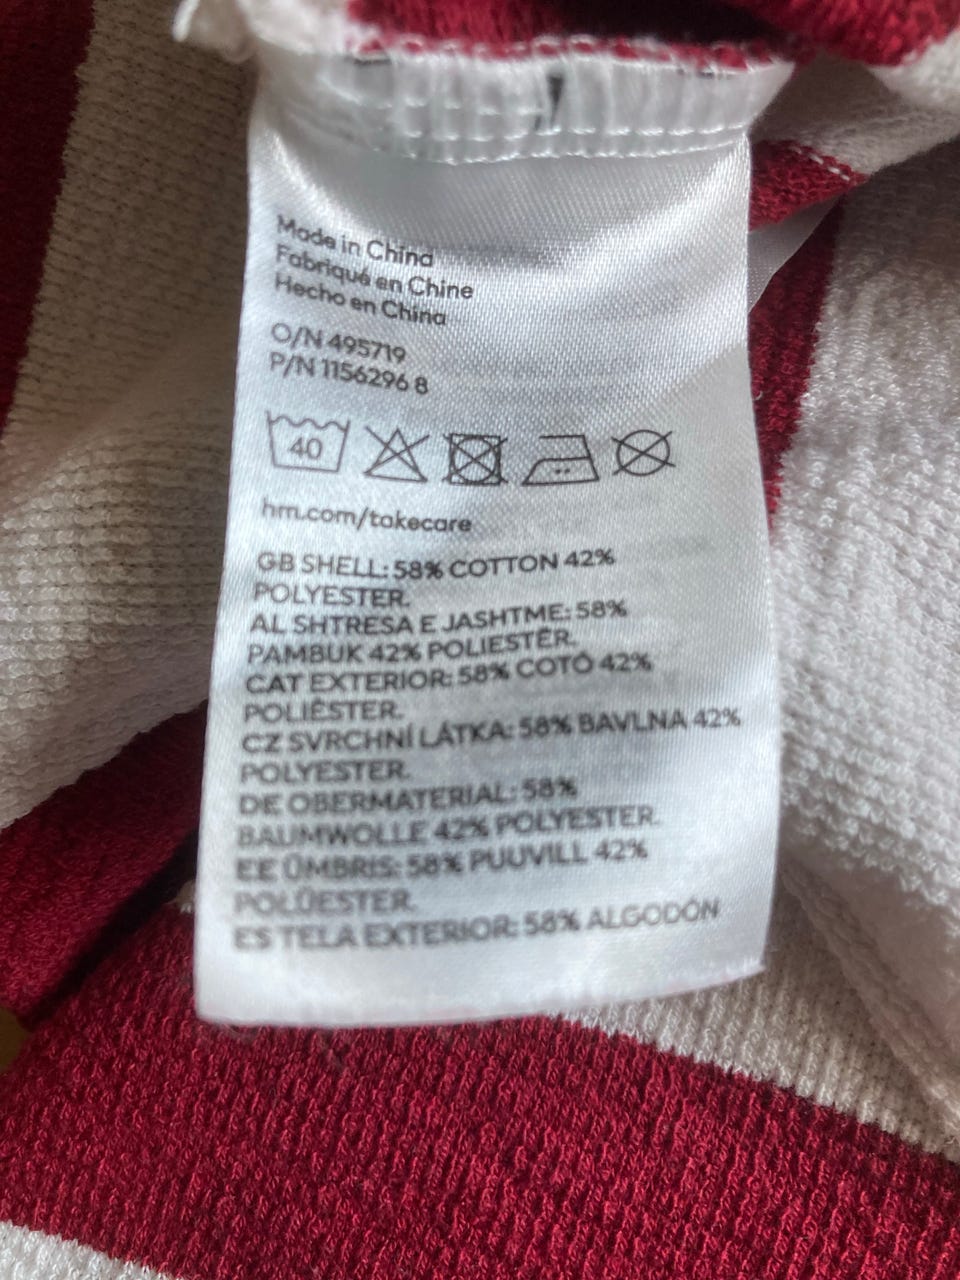 Made in China
Fabriqué en Chine
Hecho en China
O/N 495719
P/N 1156296 8
40
hm.com/takecare
GB SHELL: 58% COTTON 42%
POLYESTER.
AL SHTRESA E JASHTME: 58%
PAMBUK 42% POLIESTËR.
CAT EXTERIOR: 58% COTÓ 42%
POLIÈSTER.
CZ SVRCHNÍ LÁTKA: 58% BAVLNA 42%
POLYESTER.
DE OBERMATERIAL: 58%
BAUMWOLLE 42% POLYESTER.
EE ÜMBRIS: 58% PUUVILL 42%
POLÜESTER.
ES TELA EXTERIOR: 58% ALGODÓN